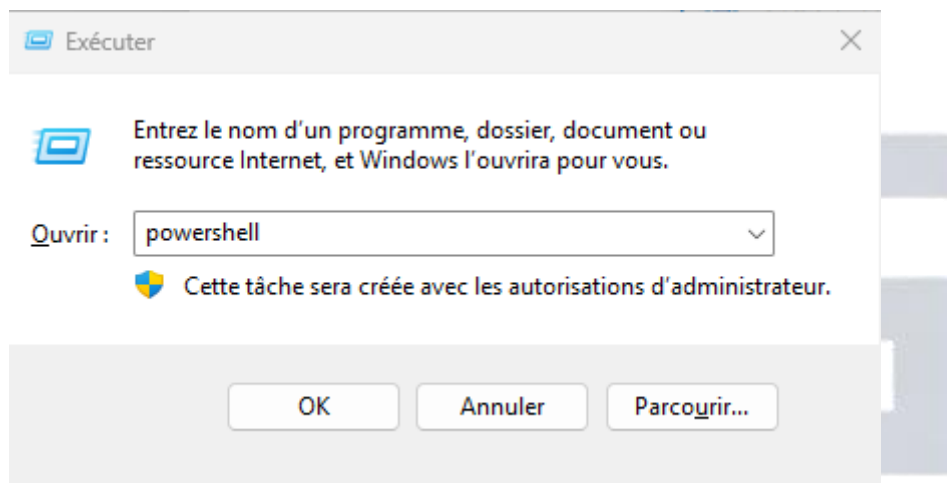 Exécuter
Entrez le nom d'un programme, dossier, document ou
ressource Internet, et Windows l'ouvrira pour vous.
Ouvrir : powershell
Cette tâche sera créée avec les autorisations d'administrateur.
OK Annuler Parcourir...